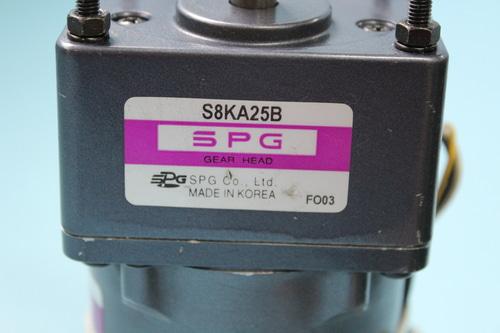 S8KA25B
SPG
GEAR HEAD
SPG SPG Co., Ltd.
MADE IN KOREA FO03